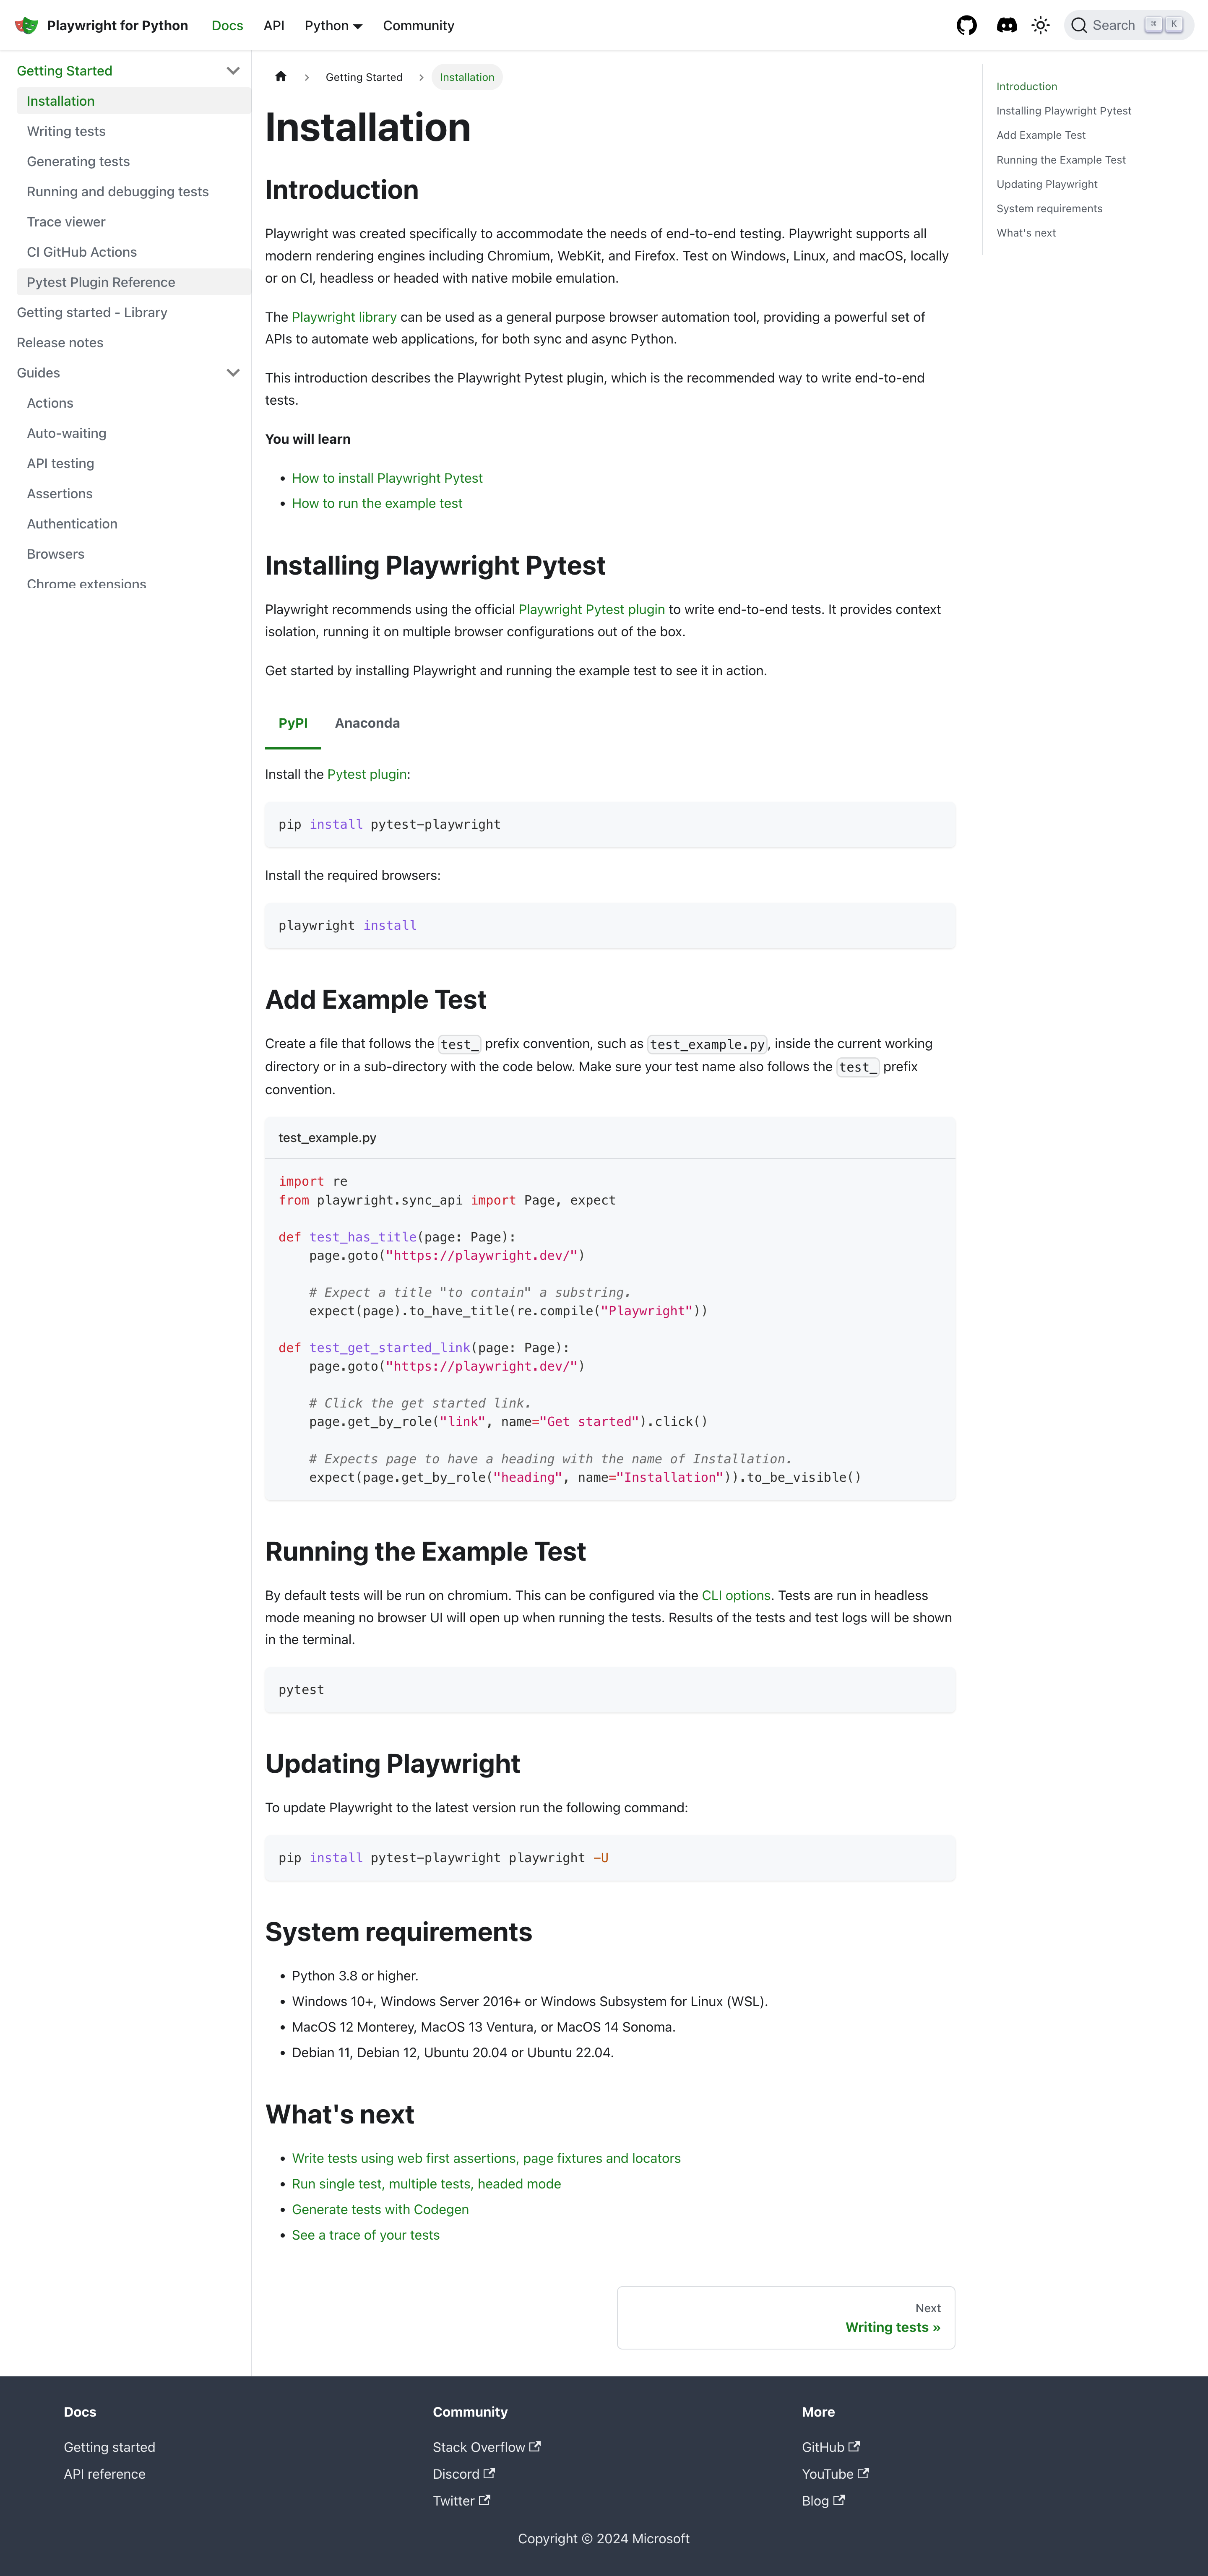 Playwright for Python Docs API Python Community Search ⌘ K
Getting Started
Installation
Writing tests
Generating tests
Running and debugging tests
Trace viewer
CI GitHub Actions
Pytest Plugin Reference
Getting started - Library
Release notes
Guides
Actions
Auto-waiting
API testing
Assertions
Authentication
Browsers
Chrome extensions
Getting Started
Installation
Installation
Introduction
Playwright was created specifically to accommodate the needs of end-to-end testing. Playwright supports all
modern rendering engines including Chromium, WebKit, and Firefox. Test on Windows, Linux, and macOS, locally
or on CI, headless or headed with native mobile emulation.
The Playwright library can be used as a general purpose browser automation tool, providing a powerful set of
APIs to automate web applications, for both sync and async Python.
This introduction describes the Playwright Pytest plugin, which is the recommended way to write end-to-end
tests.
You will learn
• How to install Playwright Pytest
• How to run the example test
Installing Playwright Pytest
Playwright recommends using the official Playwright Pytest plugin to write end-to-end tests. It provides context
isolation, running it on multiple browser configurations out of the box.
Get started by installing Playwright and running the example test to see it in action.
PyPI Anaconda
Install the Pytest plugin:
pip install pytest-playwright
Install the required browsers:
playwright install
Add Example Test
Create a file that follows the test_ prefix convention, such as test_example.py, inside the current working
directory or in a sub-directory with the code below. Make sure your test name also follows the test_ prefix
convention.
test_example.py
import re
from playwright.sync_api import Page, expect
def test_has_title(page: Page):
    page.goto("https://playwright.dev/")
    # Expect a title "to contain" a substring.
    expect(page).to_have_title(re.compile("Playwright"))
def test_get_started_link(page: Page):
    page.goto("https://playwright.dev/")
    # Click the get started link.
    page.get_by_role("link", name="Get started").click()
    # Expects page to have a heading with the name of Installation.
    expect(page.get_by_role("heading", name="Installation")).to_be_visible()
Running the Example Test
By default tests will be run on chromium. This can be configured via the CLI options. Tests are run in headless
mode meaning no browser UI will open up when running the tests. Results of the tests and test logs will be shown
in the terminal.
pytest
Updating Playwright
To update Playwright to the latest version run the following command:
pip install pytest-playwright playwright -U
System requirements
• Python 3.8 or higher.
• Windows 10+, Windows Server 2016+ or Windows Subsystem for Linux (WSL).
• MacOS 12 Monterey, MacOS 13 Ventura, or MacOS 14 Sonoma.
• Debian 11, Debian 12, Ubuntu 20.04 or Ubuntu 22.04.
What's next
• Write tests using web first assertions, page fixtures and locators
• Run single test, multiple tests, headed mode
• Generate tests with Codegen
• See a trace of your tests
Next
Writing tests »
Introduction
Installing Playwright Pytest
Add Example Test
Running the Example Test
Updating Playwright
System requirements
What's next
Docs
Getting started
API reference
Community
Stack Overflow
Discord
Twitter
More
GitHub
YouTube
Blog
Copyright © 2024 Microsoft